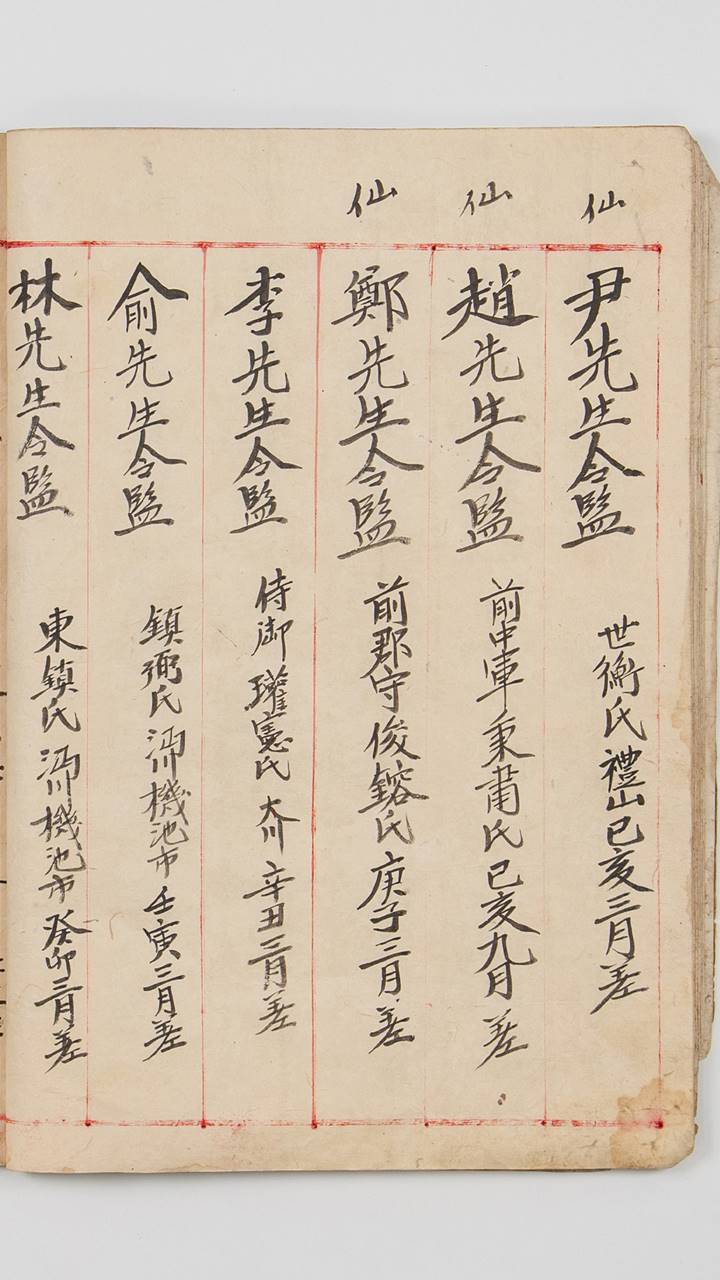 仙
尹先生令監 世衡氏 禮山 己亥三月差
仙
趙先生令監 前中軍秉肅氏 己亥九月差
仙
鄭先生令監 前郡守俊鎔氏 庚子三月差
李先生令監 侍御 瓘憲氏 大川 辛丑三月差
俞先生令監 鎮弼氏 沔川機池市 壬寅三月差
林先生令監 東鎮氏 沔川機池市 癸卯三月差